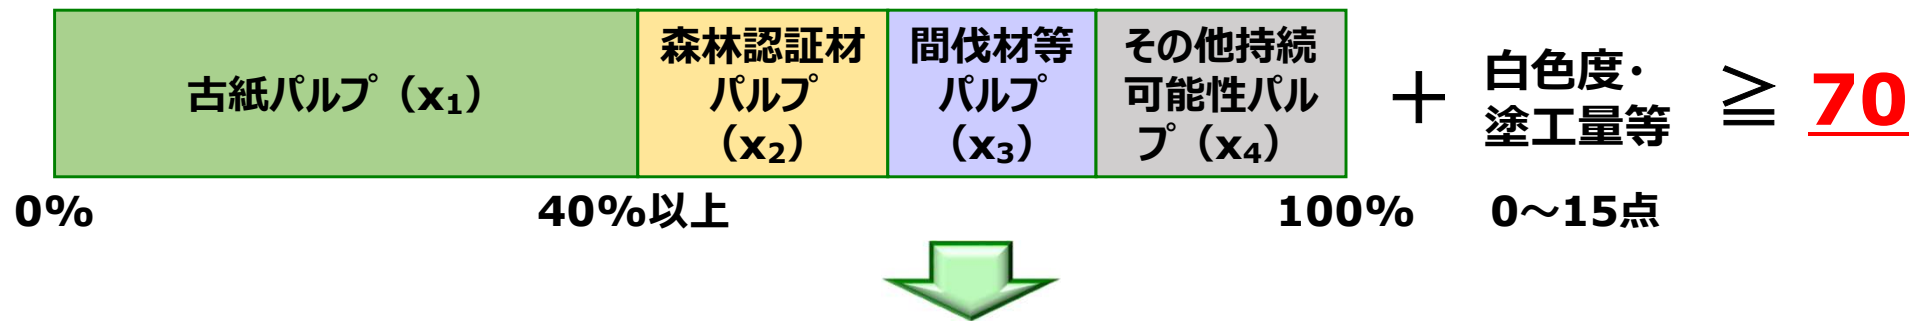 古紙パルプ（x₁）
森林認証材
パルプ
（x₂）
間伐材等
パルプ
（x₃）
その他持続
可能性パル
プ（x₄）
＋
白色度・
塗工量等
≧
70
0%
40%以上
100%
0～15点